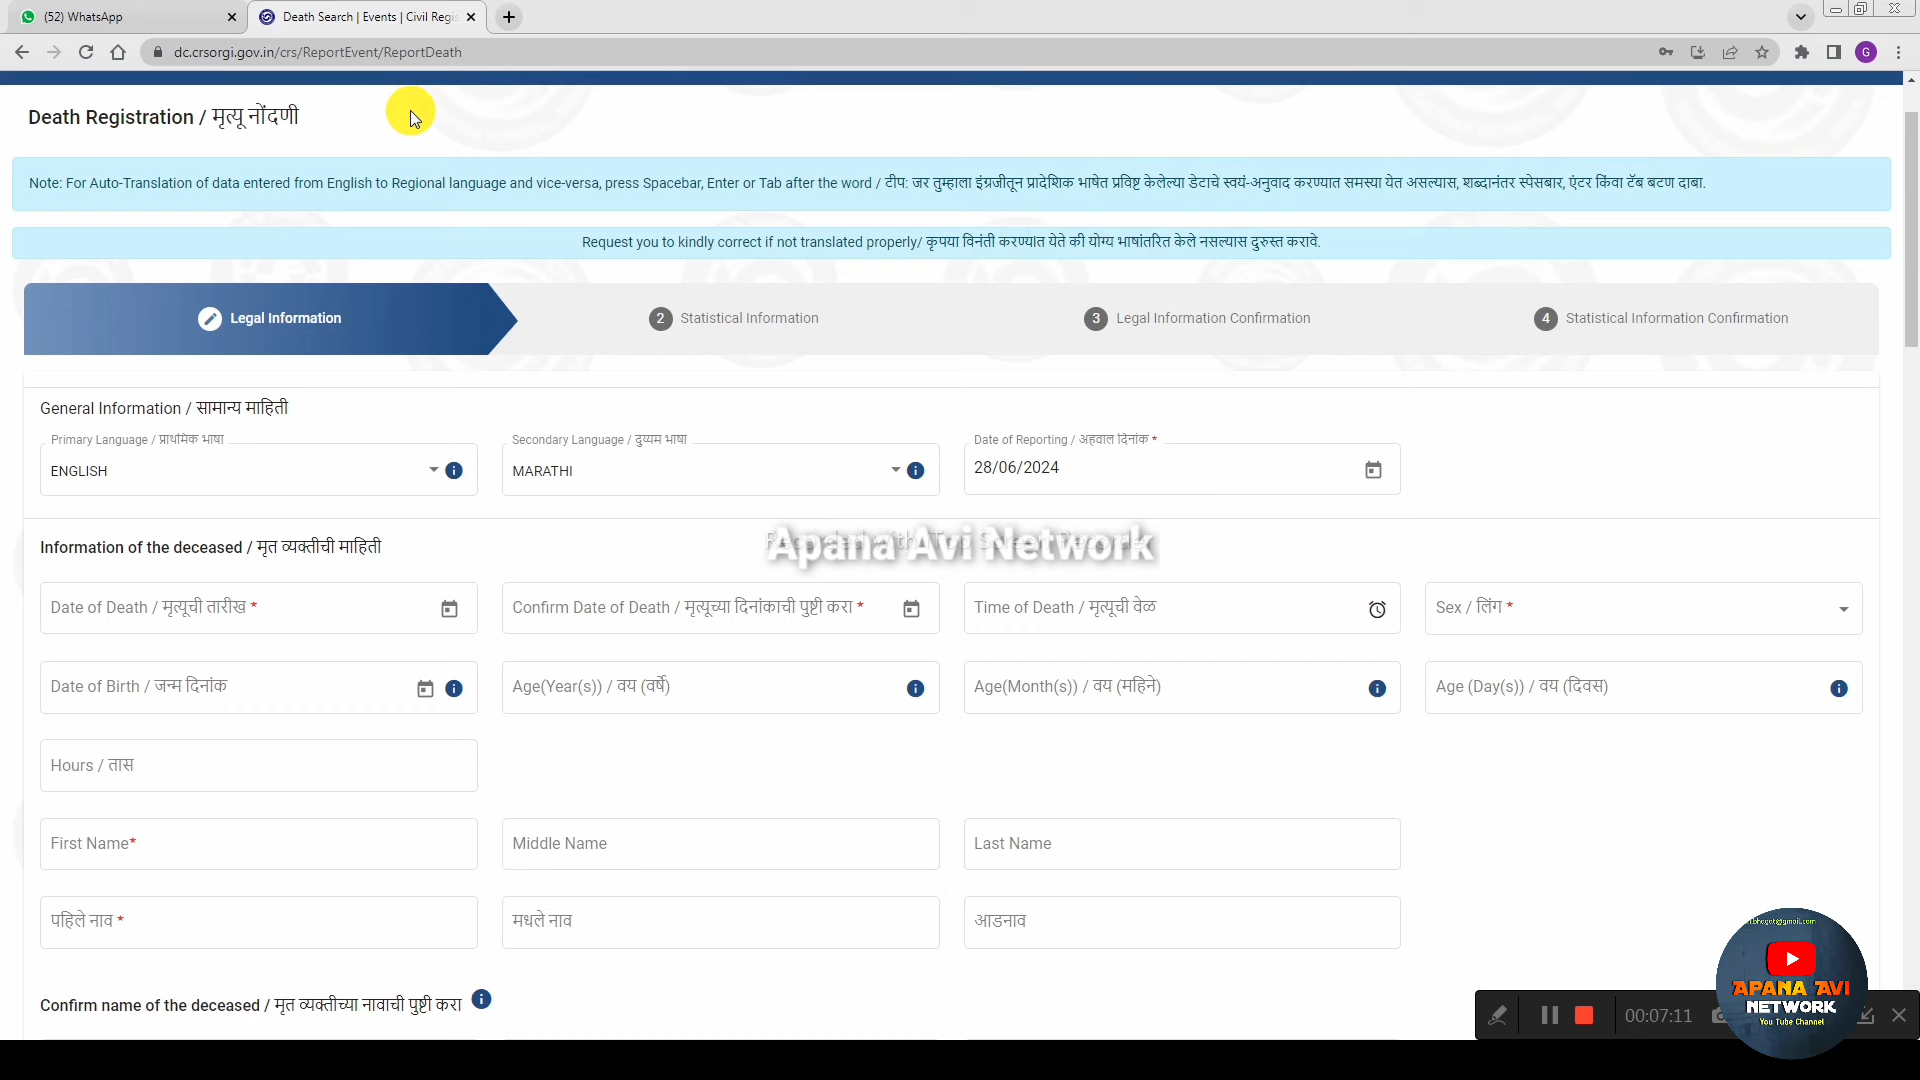 (52) WhatsApp
Death Search | Events | Civil Regis
dc.crsorgi.gov.in/crs/ReportEvent/ReportDeath
G
Death Registration / मृत्यू नोंदणी
Note: For Auto-Translation of data entered from English to Regional language and vice-versa, press Spacebar, Enter or Tab after the word / टीप: जर तुम्हाला इंग्रजीतून प्रादेशिक भाषेत प्रविष्ट केलेल्या डेटाचे स्वयं-अनुवाद करण्यात समस्या येत असल्यास, शब्दानंतर स्पेसबार, एंटर किंवा टॅब बटण दाबा.
Request you to kindly correct if not translated properly/ कृपया विनंती करण्यात येते की योग्य भाषांतरित केले नसल्यास दुरुस्त करावे.
Legal Information
2 Statistical Information
3 Legal Information Confirmation
4 Statistical Information Confirmation
General Information / सामान्य माहिती
Primary Language / प्राथमिक भाषा
Secondary Language / दुय्यम भाषा
Date of Reporting / अहवाल दिनांक *
ENGLISH
MARATHI
28/06/2024
Information of the deceased / मृत व्यक्तीची माहिती
Apana Avi Network
Date of Death / मृत्यूची तारीख *
Confirm Date of Death / मृत्यूच्या दिनांकाची पुष्टी करा *
Time of Death / मृत्यूची वेळ
Sex / लिंग *
Date of Birth / जन्म दिनांक
Age(Year(s)) / वय (वर्षे)
Age(Month(s)) / वय (महिने)
Age (Day(s)) / वय (दिवस)
Hours / तास
First Name*
Middle Name
Last Name
पहिले नाव *
मधले नाव
आडनाव
Confirm name of the deceased / मृत व्यक्तीच्या नावाची पुष्टी करा
00:07:11
APANA AVI
NETWORK
You Tube Channel